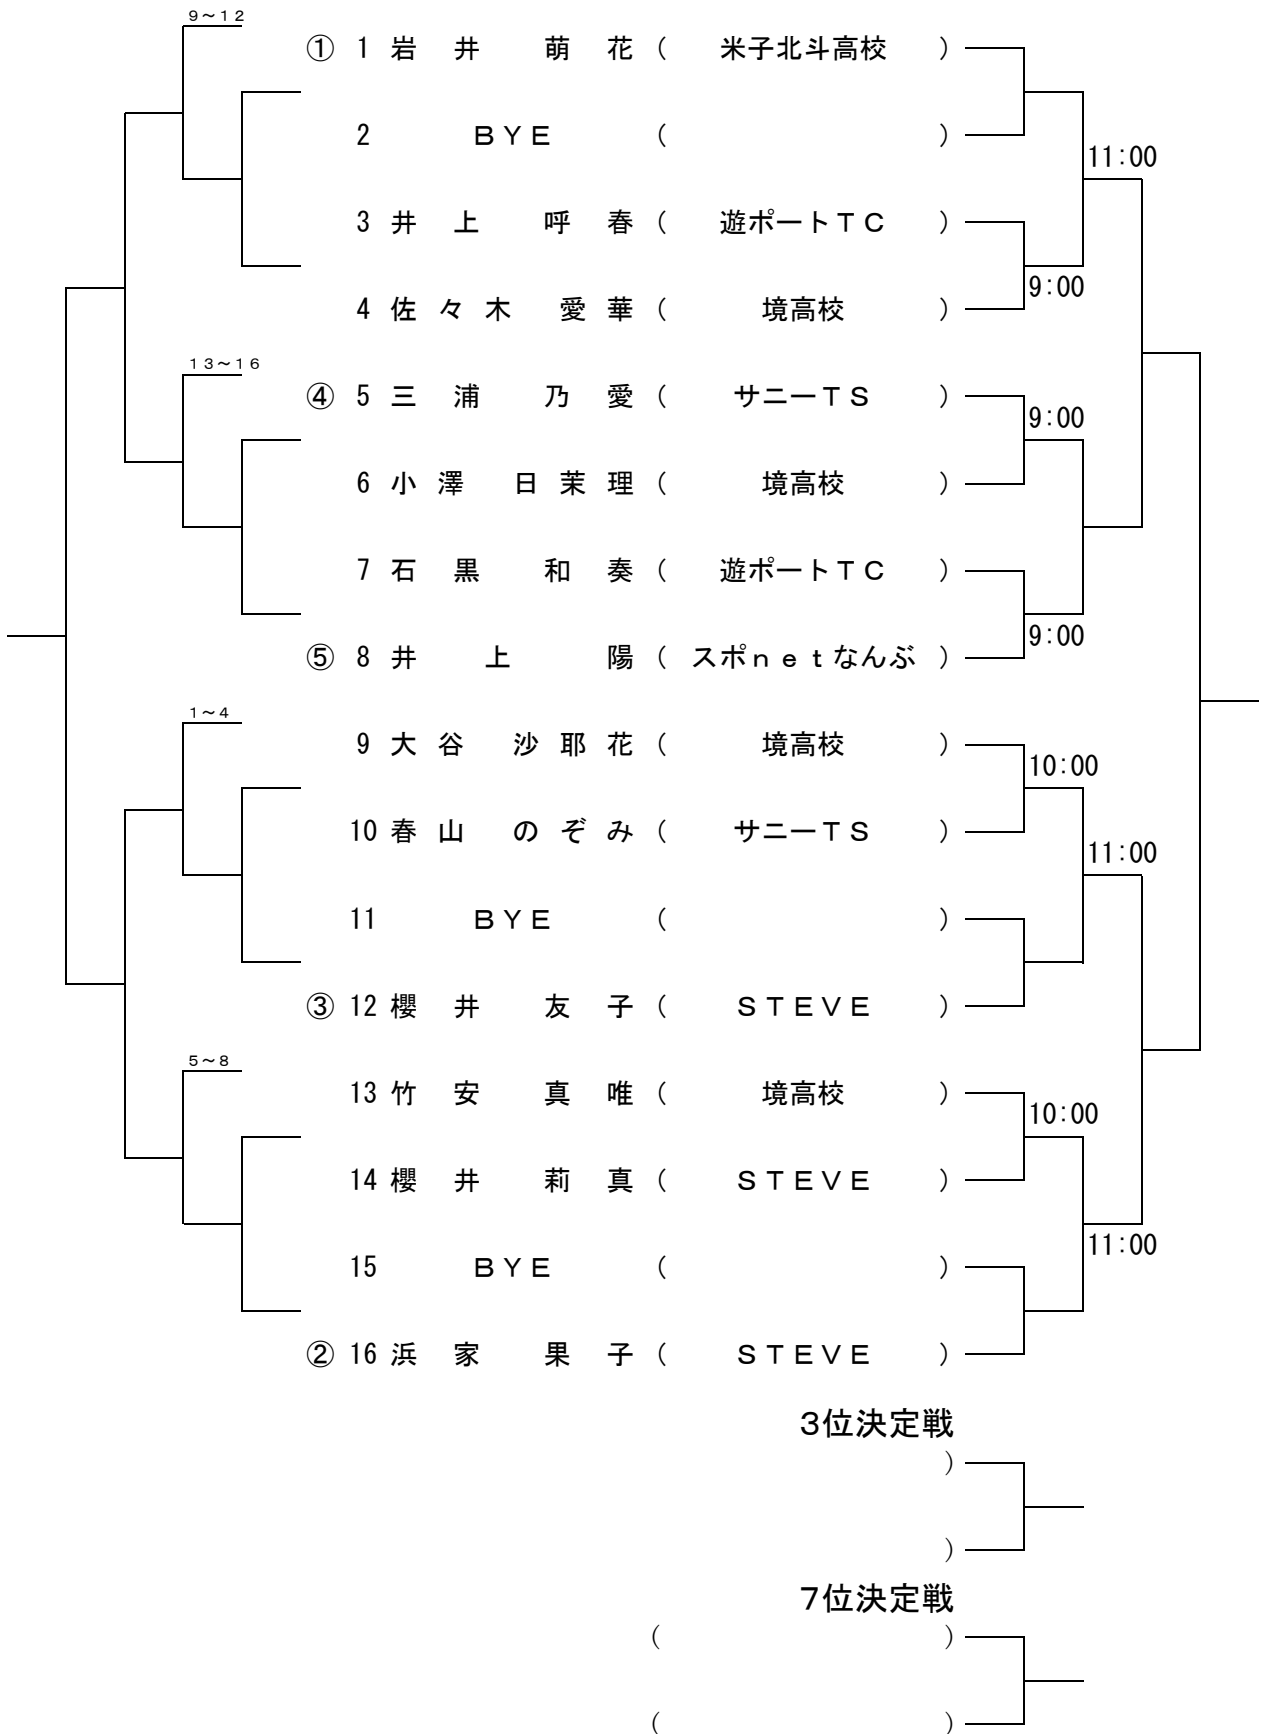 9～12
① 1 岩井 萌花 ( 米子北斗高校 )
2 BYE ( )
11:00
3 井上 呼春 ( 遊ポートTC )
9:00
4 佐々木 愛華 ( 境高校 )
13～16
④ 5 三浦 乃愛 ( サニーTS )
9:00
6 小澤 日茉理 ( 境高校 )
7 石黒 和奏 ( 遊ポートTC )
9:00
⑤ 8 井上 陽 ( スポnetなんぶ )
1～4
9 大谷 沙耶花 ( 境高校 )
10:00
10 春山 のぞみ ( サニーTS )
11:00
11 BYE ( )
③ 12 櫻井 友子 ( STEVE )
5～8
13 竹安 真唯 ( 境高校 )
10:00
14 櫻井 莉真 ( STEVE )
11:00
15 BYE ( )
② 16 浜家 果子 ( STEVE )
3位決定戦
)
)
7位決定戦
( )
( )